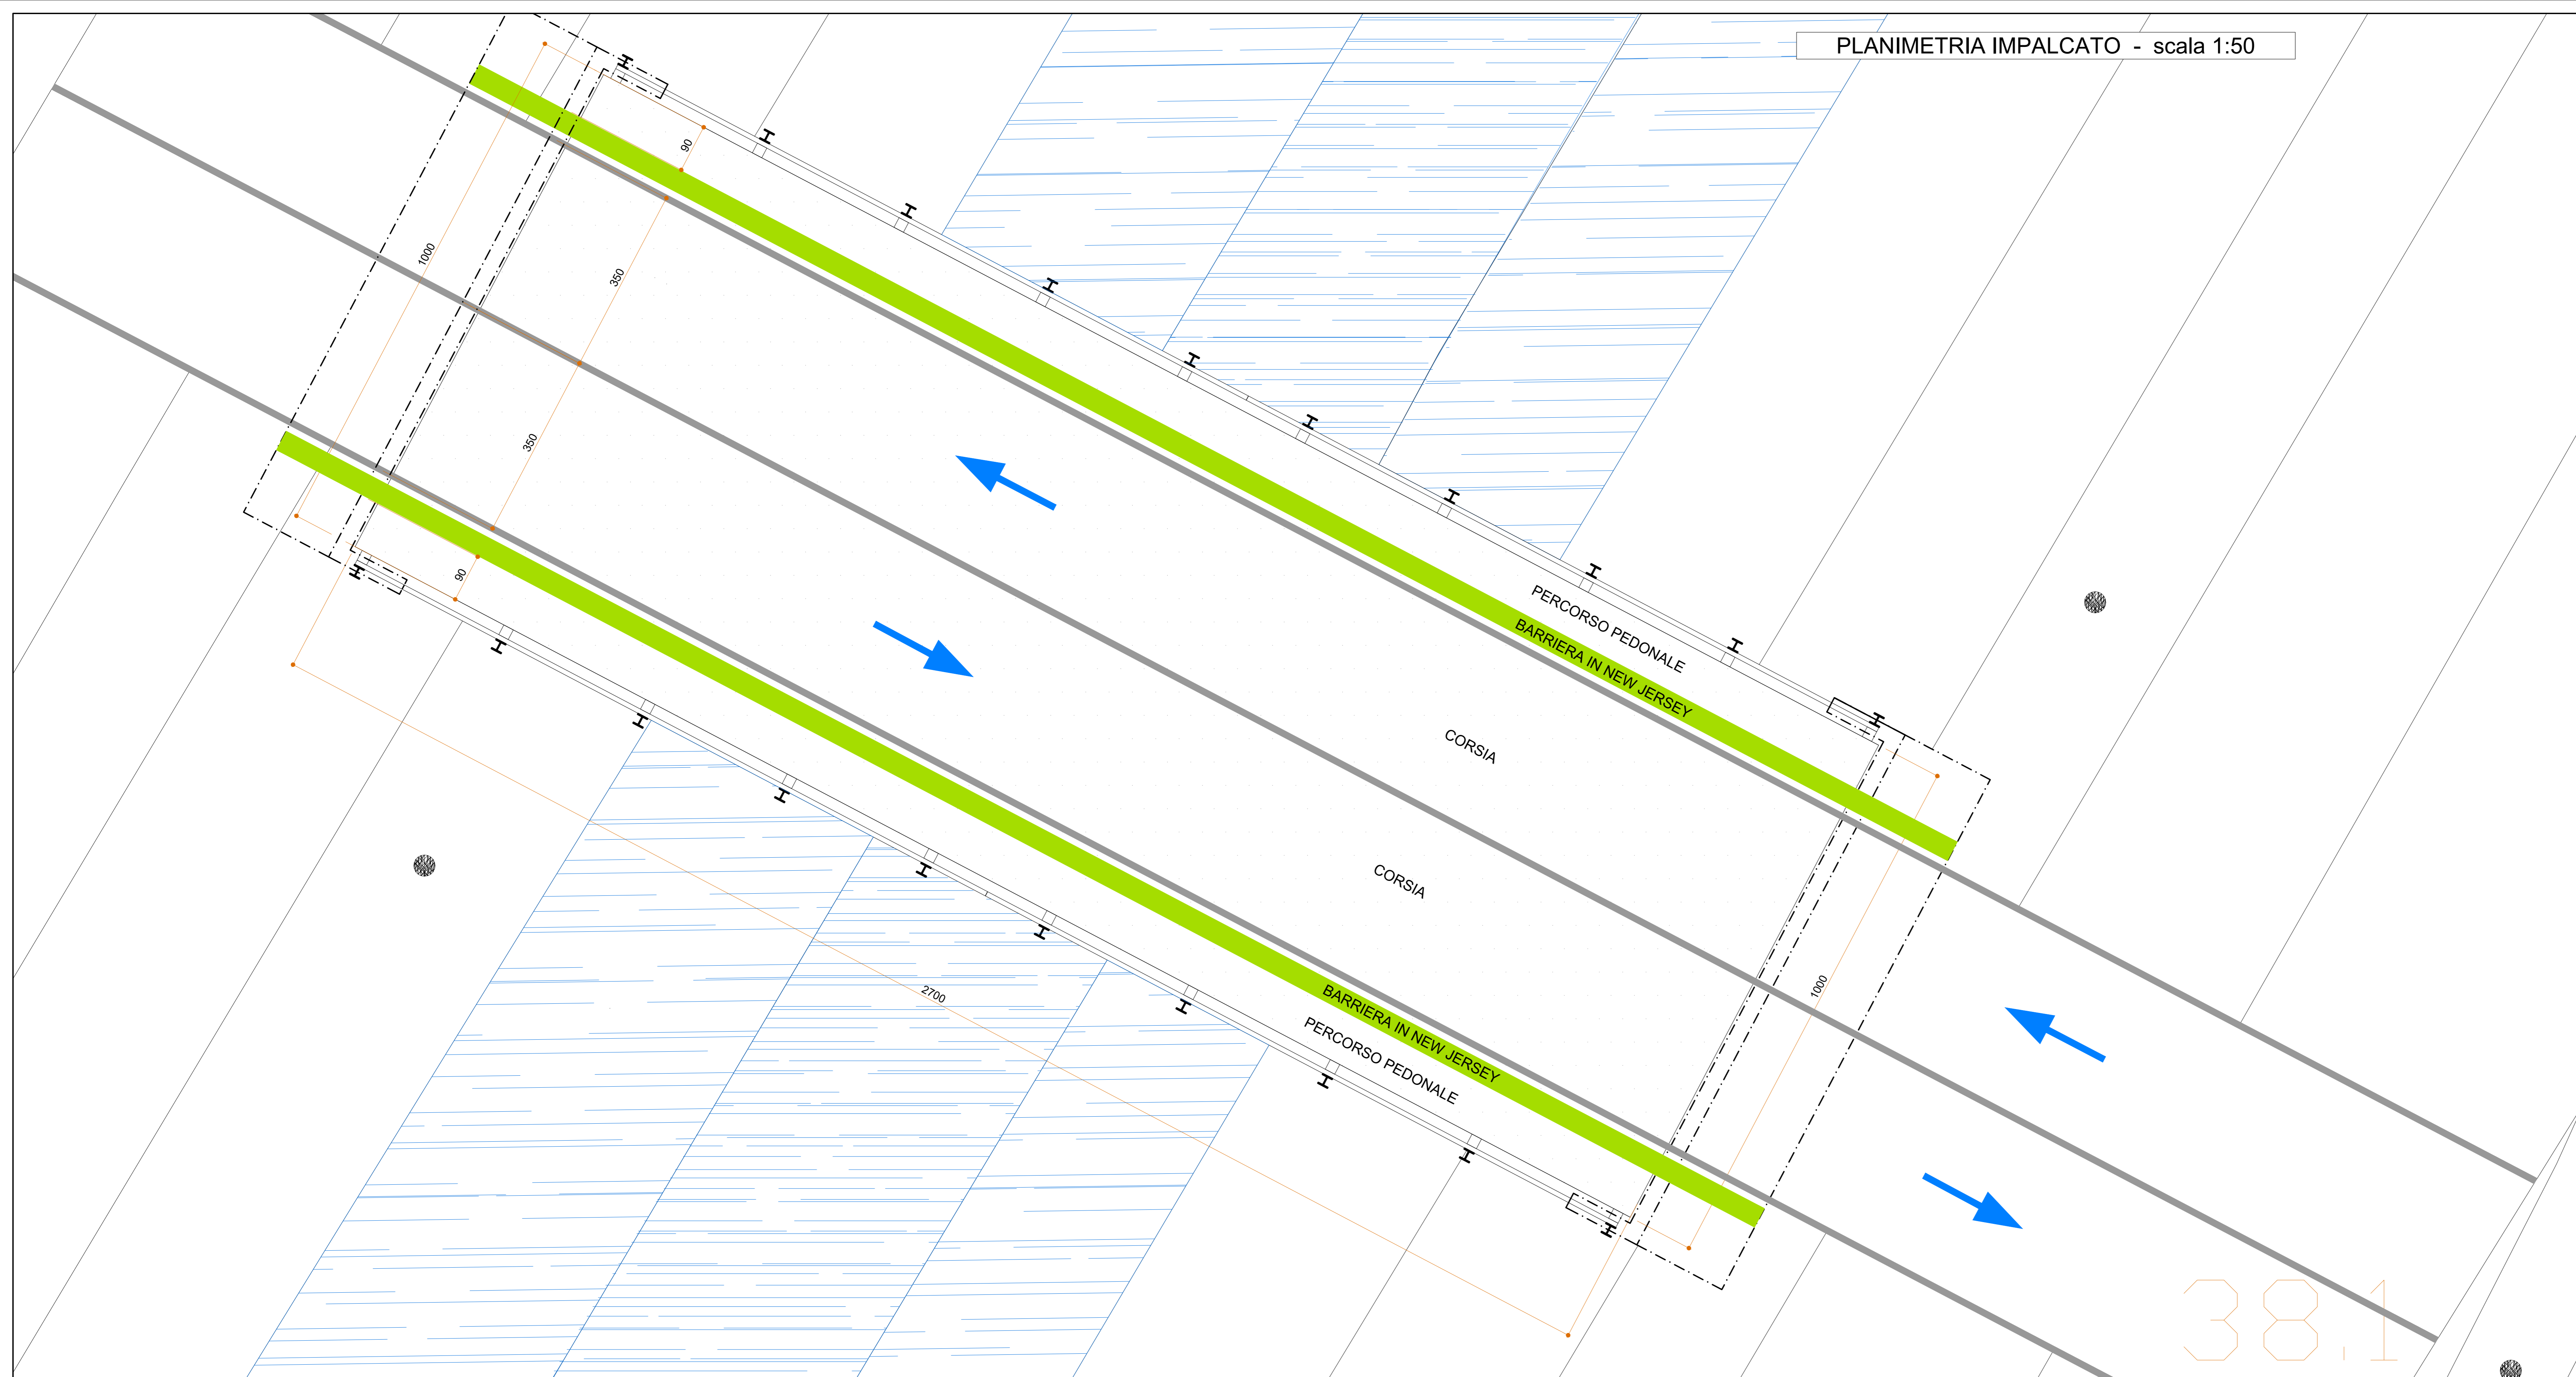 PLANIMETRIA IMPALCATO - scala 1:50
90
1000
350
350
90
PERCORSO PEDONALE
BARRIERA IN NEW JERSEY
CORSIA
CORSIA
2700
1000
BARRIERA IN NEW JERSEY
PERCORSO PEDONALE
38.1